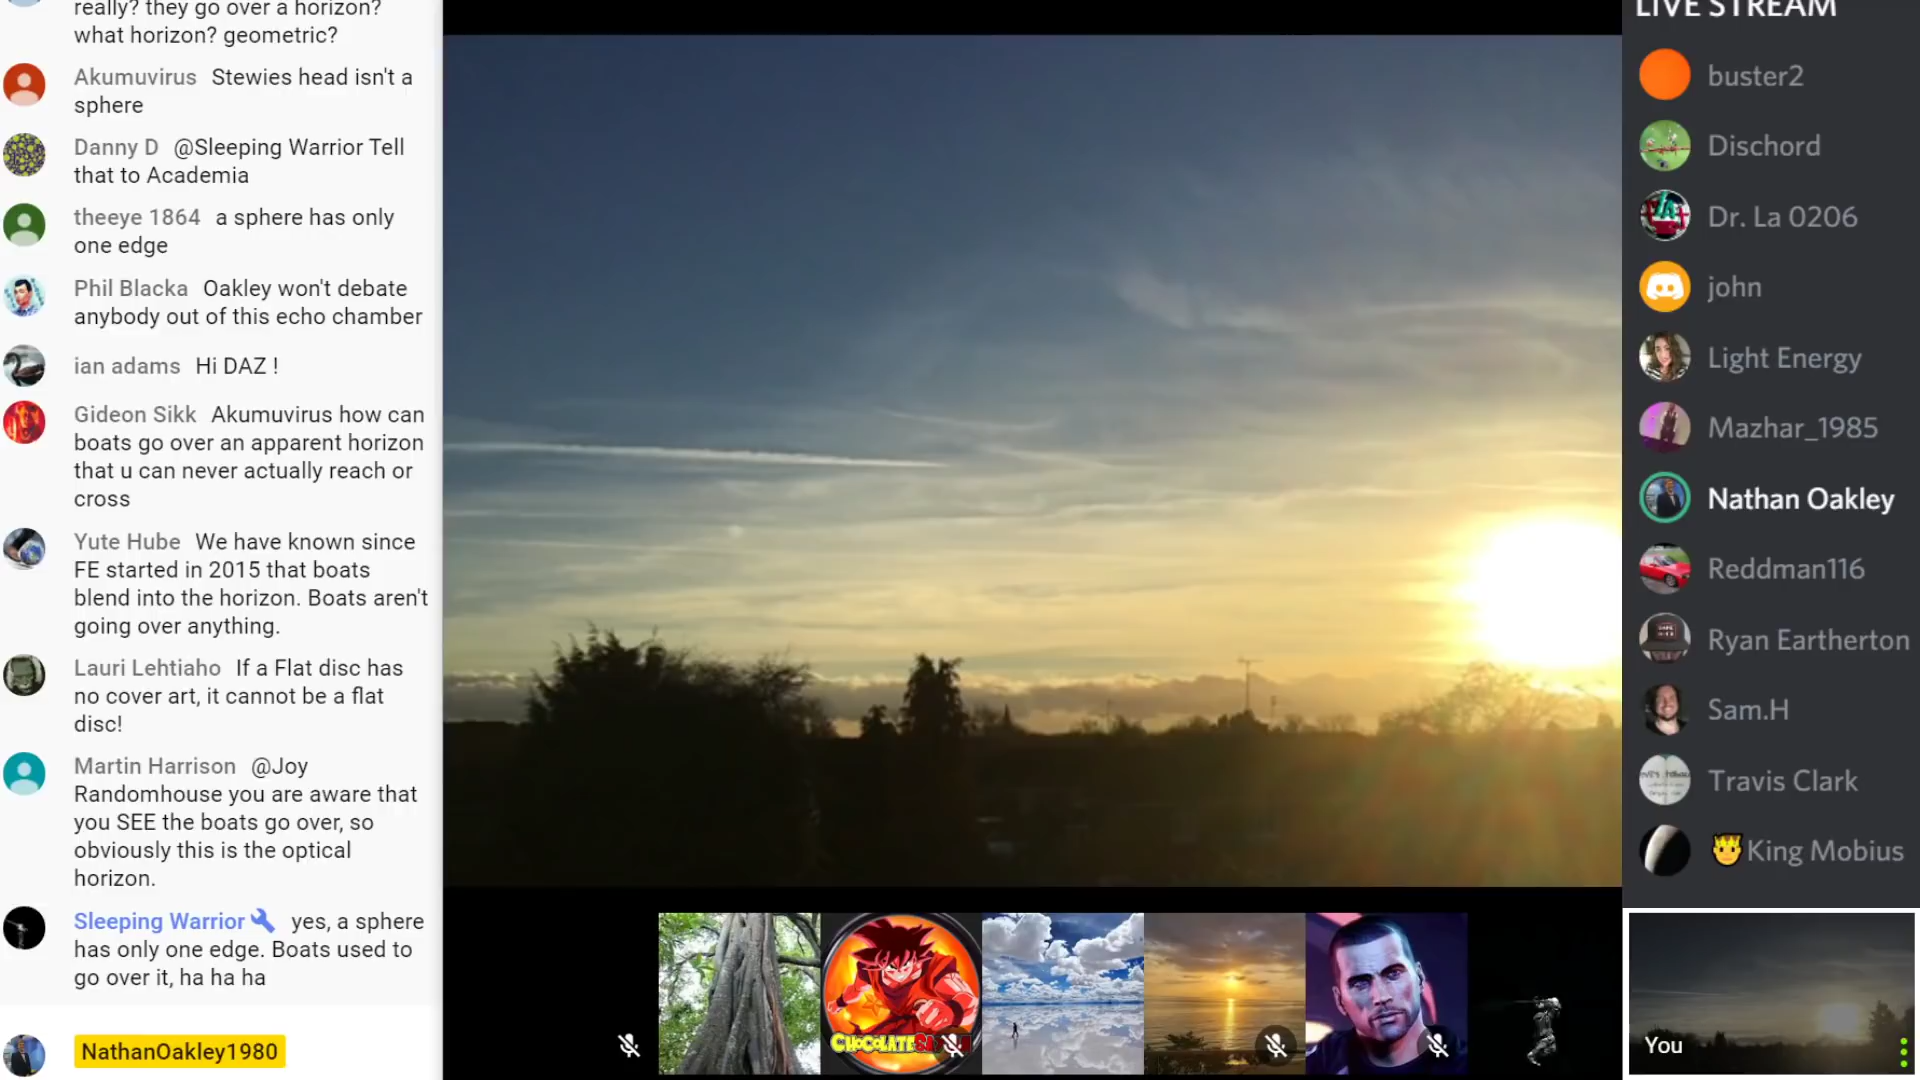 really? they go over a horizon?
what horizon? geometric?
Akumuvirus Stewies head isn't a
sphere
Danny D @Sleeping Warrior Tell
that to Academia
theeye 1864 a sphere has only
one edge
Phil Blacka Oakley won't debate
anybody out of this echo chamber
ian adams Hi DAZ !
Gideon Sikk Akumuvirus how can
boats go over an apparent horizon
that u can never actually reach or
cross
Yute Hube We have known since
FE started in 2015 that boats
blend into the horizon. Boats aren't
going over anything.
Lauri Lehtiaho If a Flat disc has
no cover art, it cannot be a flat
disc!
Martin Harrison @Joy
Randomhouse you are aware that
you SEE the boats go over, so
obviously this is the optical
horizon.
Sleeping Warrior yes, a sphere
has only one edge. Boats used to
go over it, ha ha ha
NathanOakley1980
LIVE STREAM
buster2
Dischord
Dr. La 0206
john
Light Energy
Mazhar_1985
Nathan Oakley
Reddman116
Ryan Eartherton
Sam.H
Travis Clark
King Mobius
You